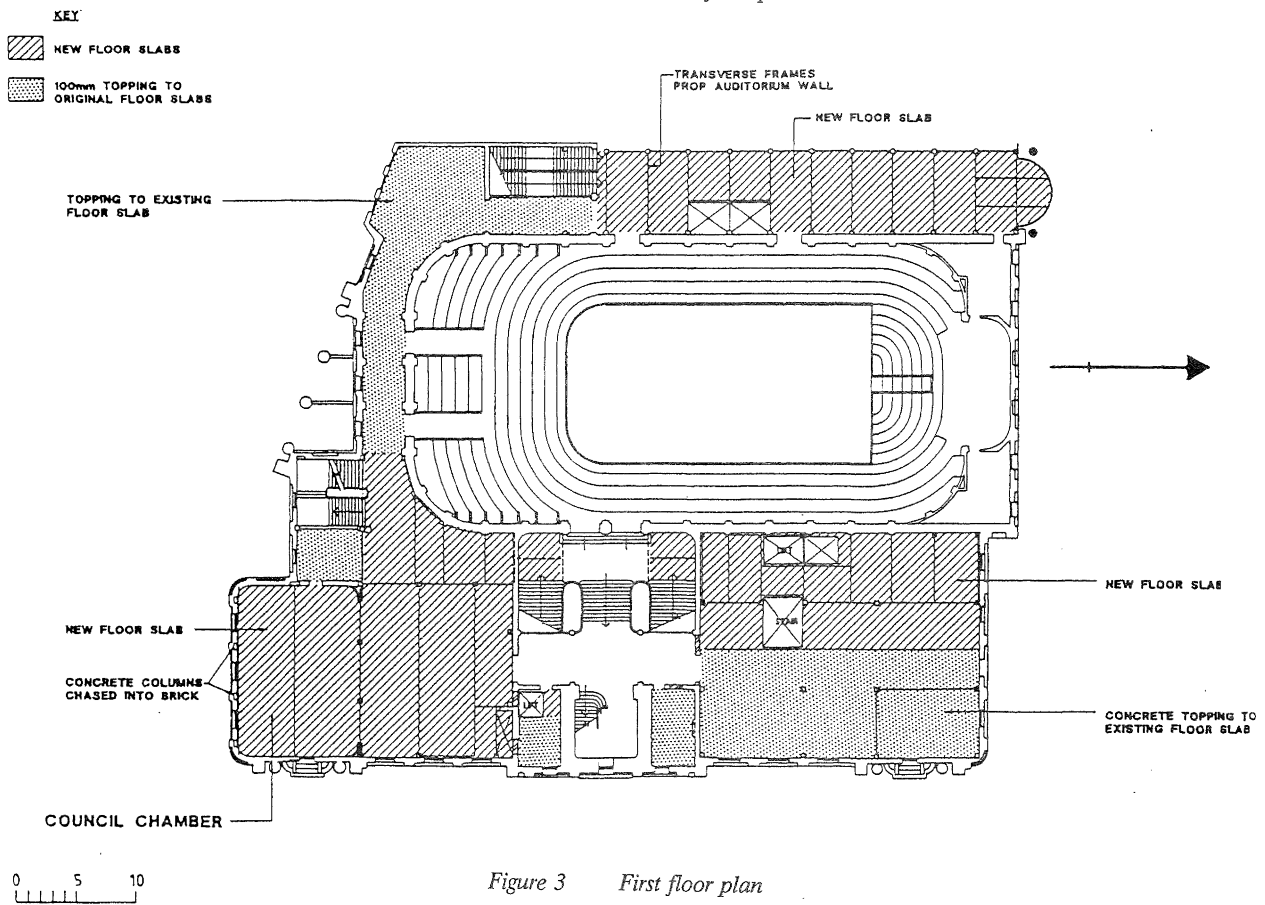 KEY
NEW FLOOR SLABS
100mm TOPPING TO
ORIGINAL FLOOR SLABS
TRANSVERSE FRAMES
PROP AUDITORIUM WALL
NEW FLOOR SLAB
TOPPING TO EXISTING
FLOOR SLAB
LIFT
NEW FLOOR SLAB
STAIR
NEW FLOOR SLAB
CONCRETE COLUMNS
CHASED INTO BRICK
LIFT
CONCRETE TOPPING TO
EXISTING FLOOR SLAB
COUNCIL CHAMBER
0 5 10
Figure 3 First floor plan